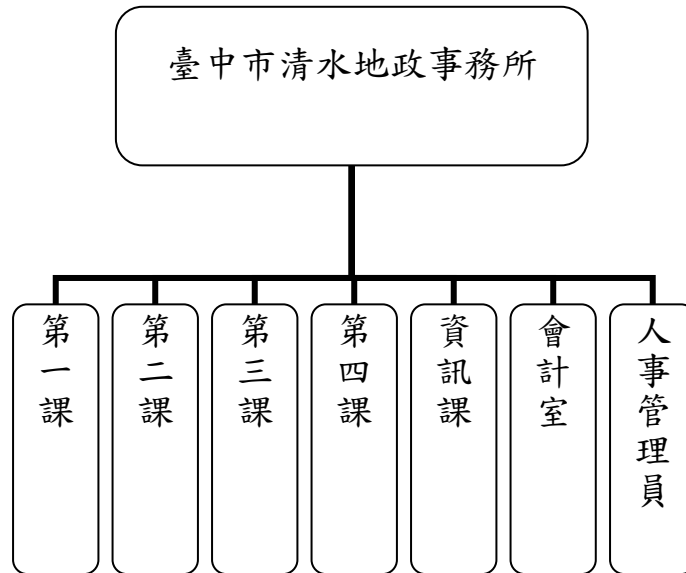 臺中市清水地政事務所
第一課
第二課
第三課
第四課
資訊課
會計室
人事管理員